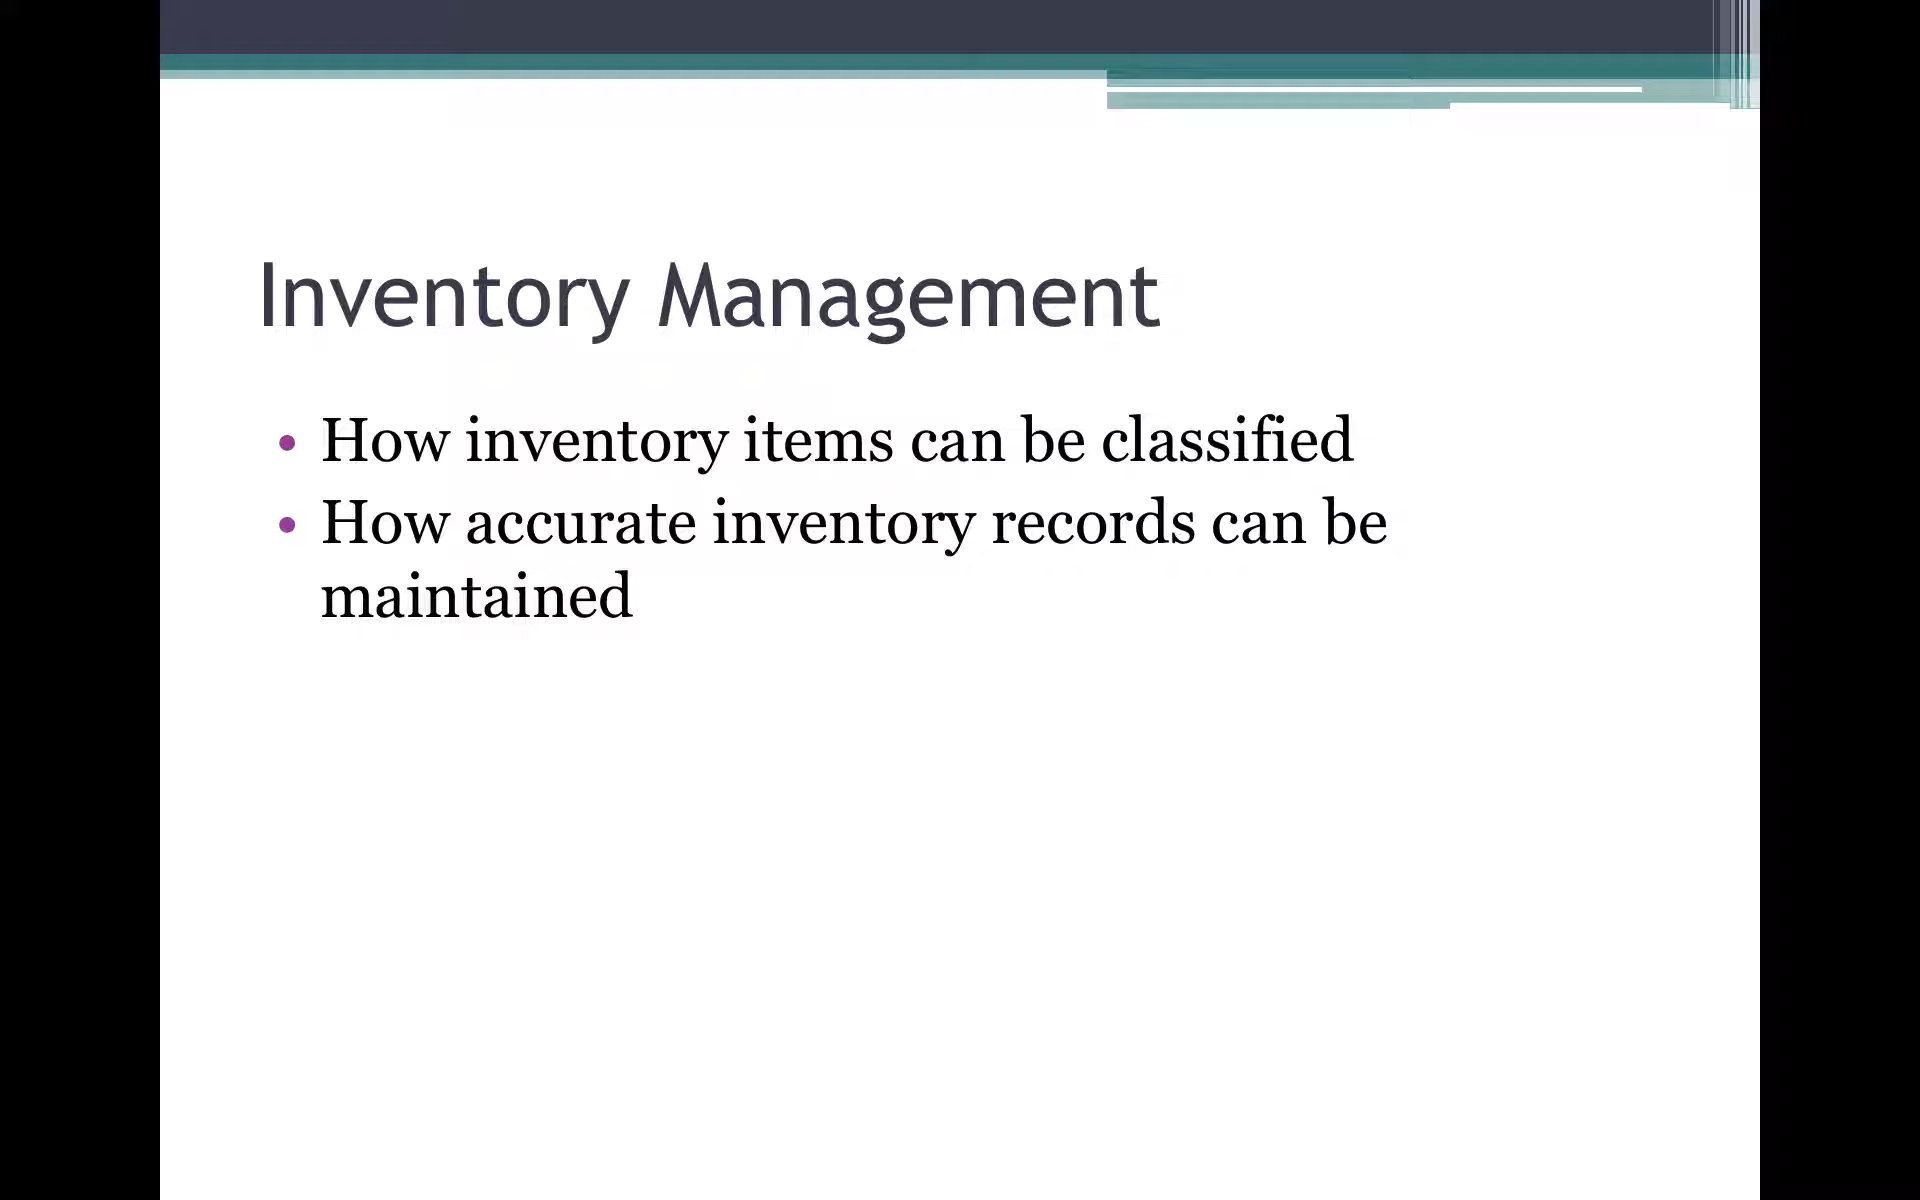 Inventory Management
• How inventory items can be classified
• How accurate inventory records can be
maintained